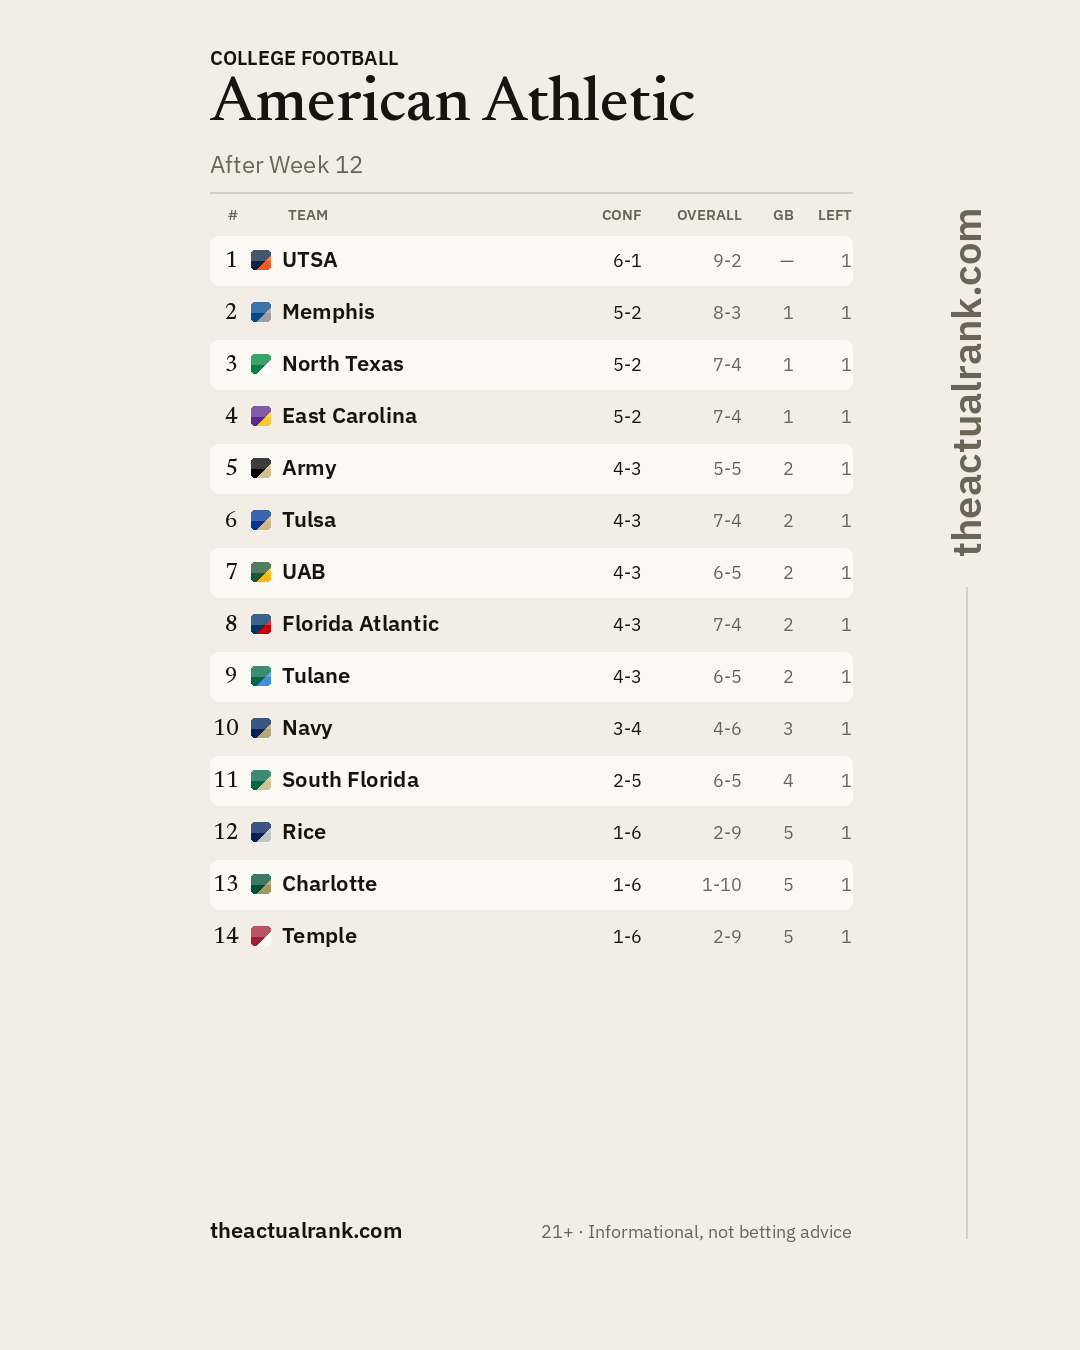 COLLEGE FOOTBALL
American Athletic
After Week 12
# TEAM CONF OVERALL GB LEFT
1 UTSA 6-1 9-2 — 1
2 Memphis 5-2 8-3 1 1
3 North Texas 5-2 7-4 1 1
4 East Carolina 5-2 7-4 1 1
5 Army 4-3 5-5 2 1
6 Tulsa 4-3 7-4 2 1
7 UAB 4-3 6-5 2 1
8 Florida Atlantic 4-3 7-4 2 1
9 Tulane 4-3 6-5 2 1
10 Navy 3-4 4-6 3 1
11 South Florida 2-5 6-5 4 1
12 Rice 1-6 2-9 5 1
13 Charlotte 1-6 1-10 5 1
14 Temple 1-6 2-9 5 1
theactualrank.com 21+ · Informational, not betting advice
theactualrank.com